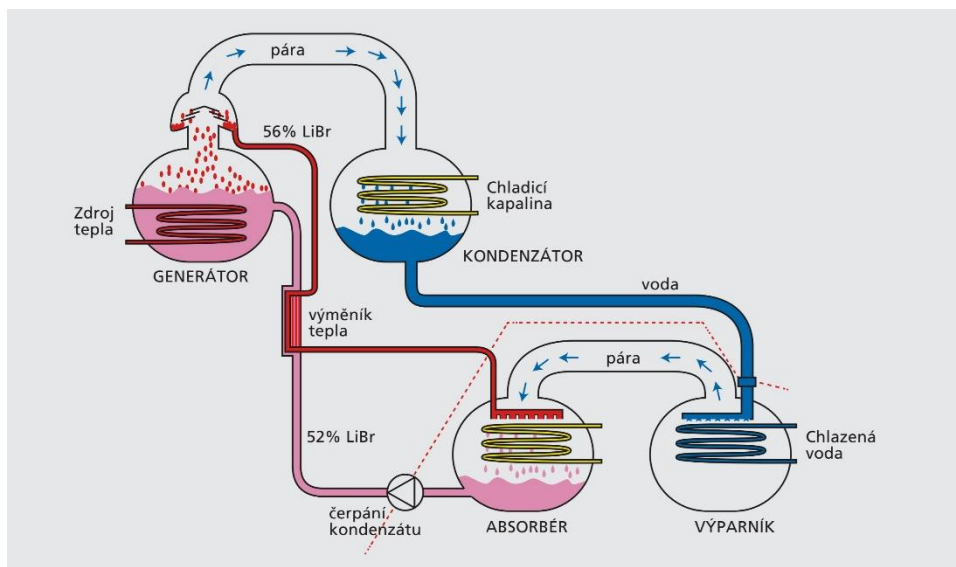 pára
56% LiBr
Zdroj
tepla
Chladicí
kapalina
GENERÁTOR
KONDENZÁTOR
voda
výměník
tepla
pára
52% LiBr
Chlazená
voda
čerpání
kondenzátu
ABSORBÉR
VÝPARNÍK